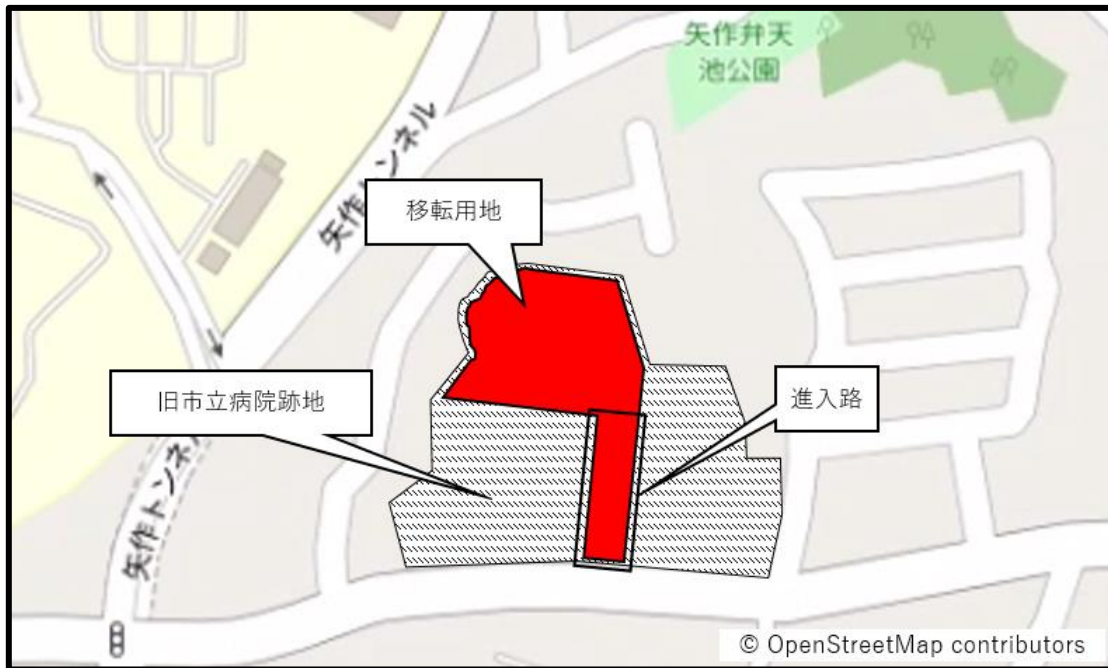 矢作弁天
池公園
矢作トンネル
移転用地
旧市立病院跡地
進入路
矢作トンネル
© OpenStreetMap contributors